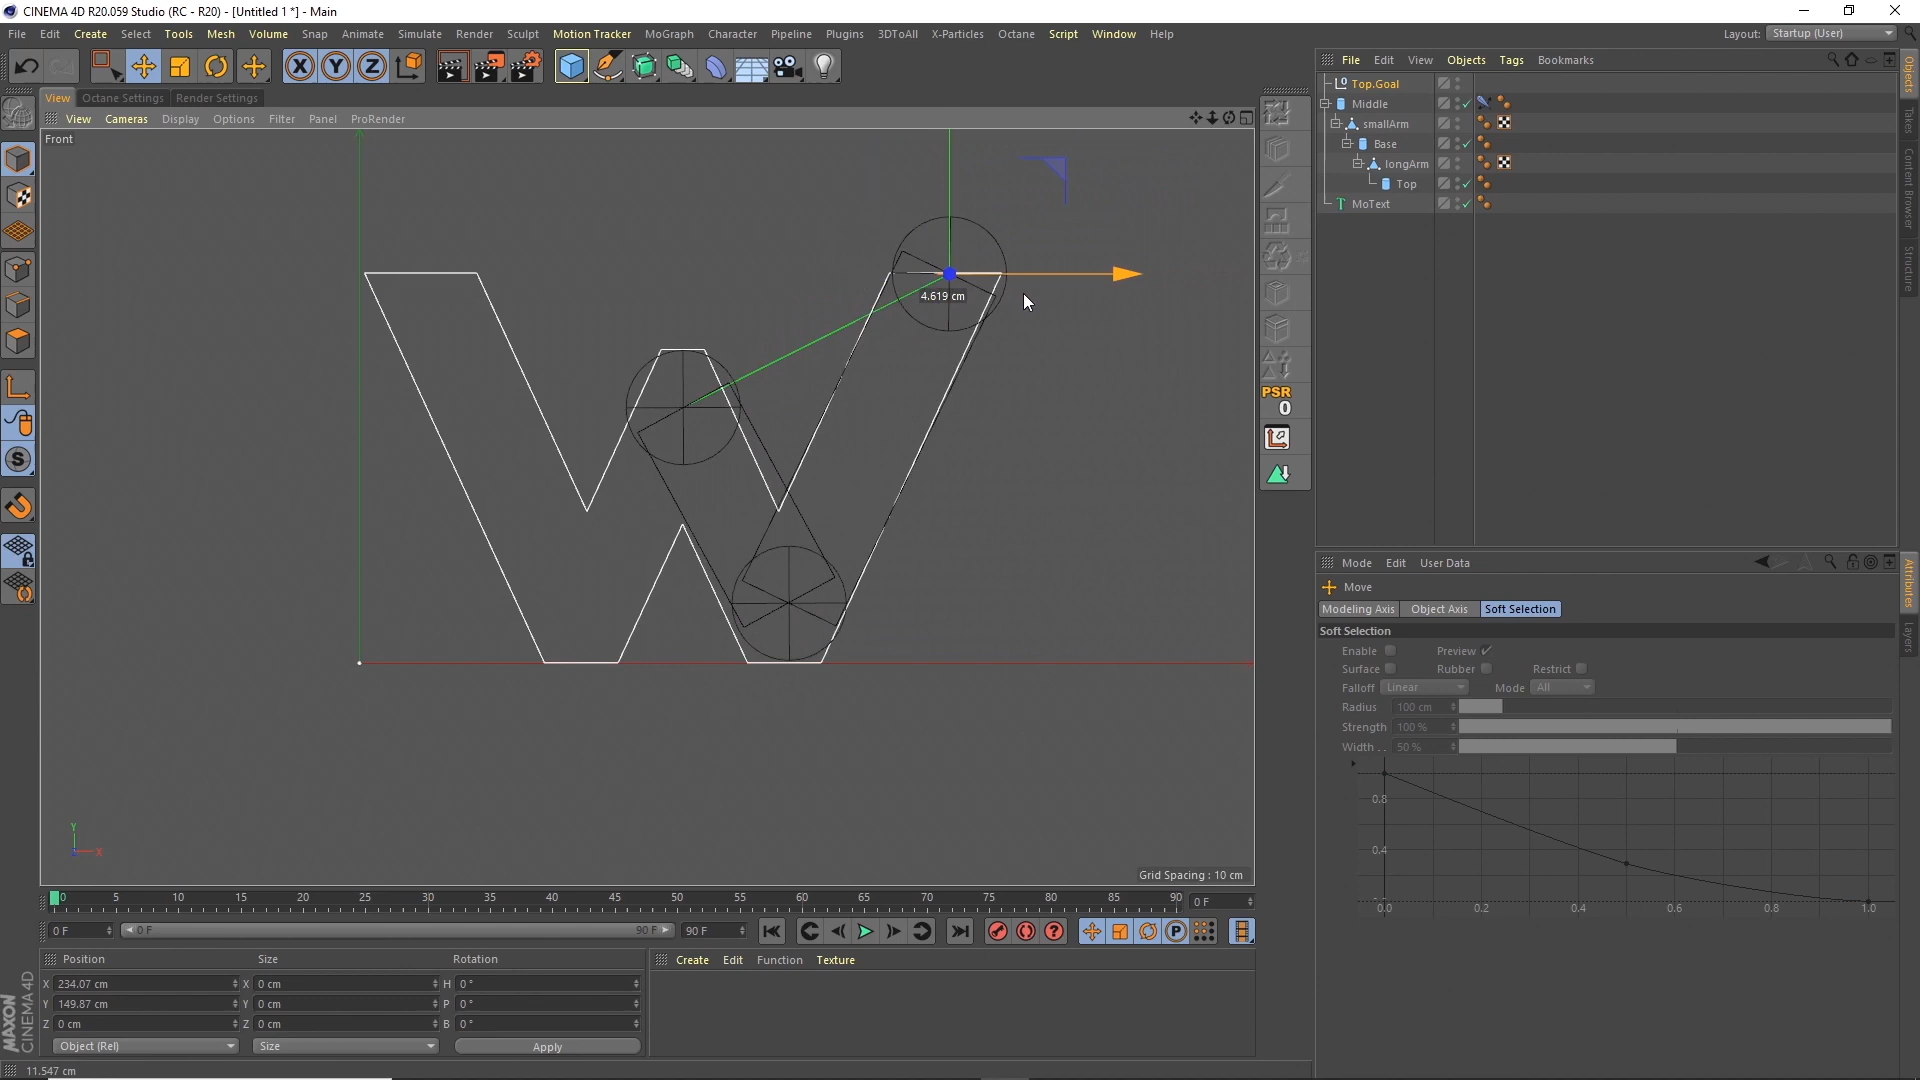 CINEMA 4D R20.059 Studio (RC - R20) - [Untitled 1 *] - Main
File Edit Create Select Tools Mesh Volume Snap Animate Simulate Render Sculpt Motion Tracker MoGraph Character Pipeline Plugins 3DToAll X-Particles Octane Script Window Help
Layout: Startup (User)
X Y Z
View Octane Settings Render Settings
View Cameras Display Options Filter Panel ProRender
Front
4.619 cm
Y
Z X
Grid Spacing : 10 cm
PSR
0
S
File Edit View Objects Tags Bookmarks
Top.Goal
Middle
smallArm
Base
longArm
Top
MoText
Objects
Takes
Content Browser
Structure
Mode Edit User Data
Move
Modeling Axis Object Axis Soft Selection
Soft Selection
Enable Preview
Surface Rubber Restrict
Falloff Linear Mode All
Radius 100 cm
Strength 100 %
Width . . 50 %
0.8
0.4
0.0 0.2 0.4 0.6 0.8 1.0
Attributes
Layers
0 5 10 15 20 25 30 35 40 45 50 55 60 65 70 75 80 85 90 0 F
0 F 0 F 90 F 90 F
P
Position Size Rotation
X 234.07 cm X 0 cm H 0 °
Y 149.87 cm Y 0 cm P 0 °
Z 0 cm Z 0 cm B 0 °
Object (Rel) Size Apply
Create Edit Function Texture
MAXON
CINEMA 4D
11.547 cm